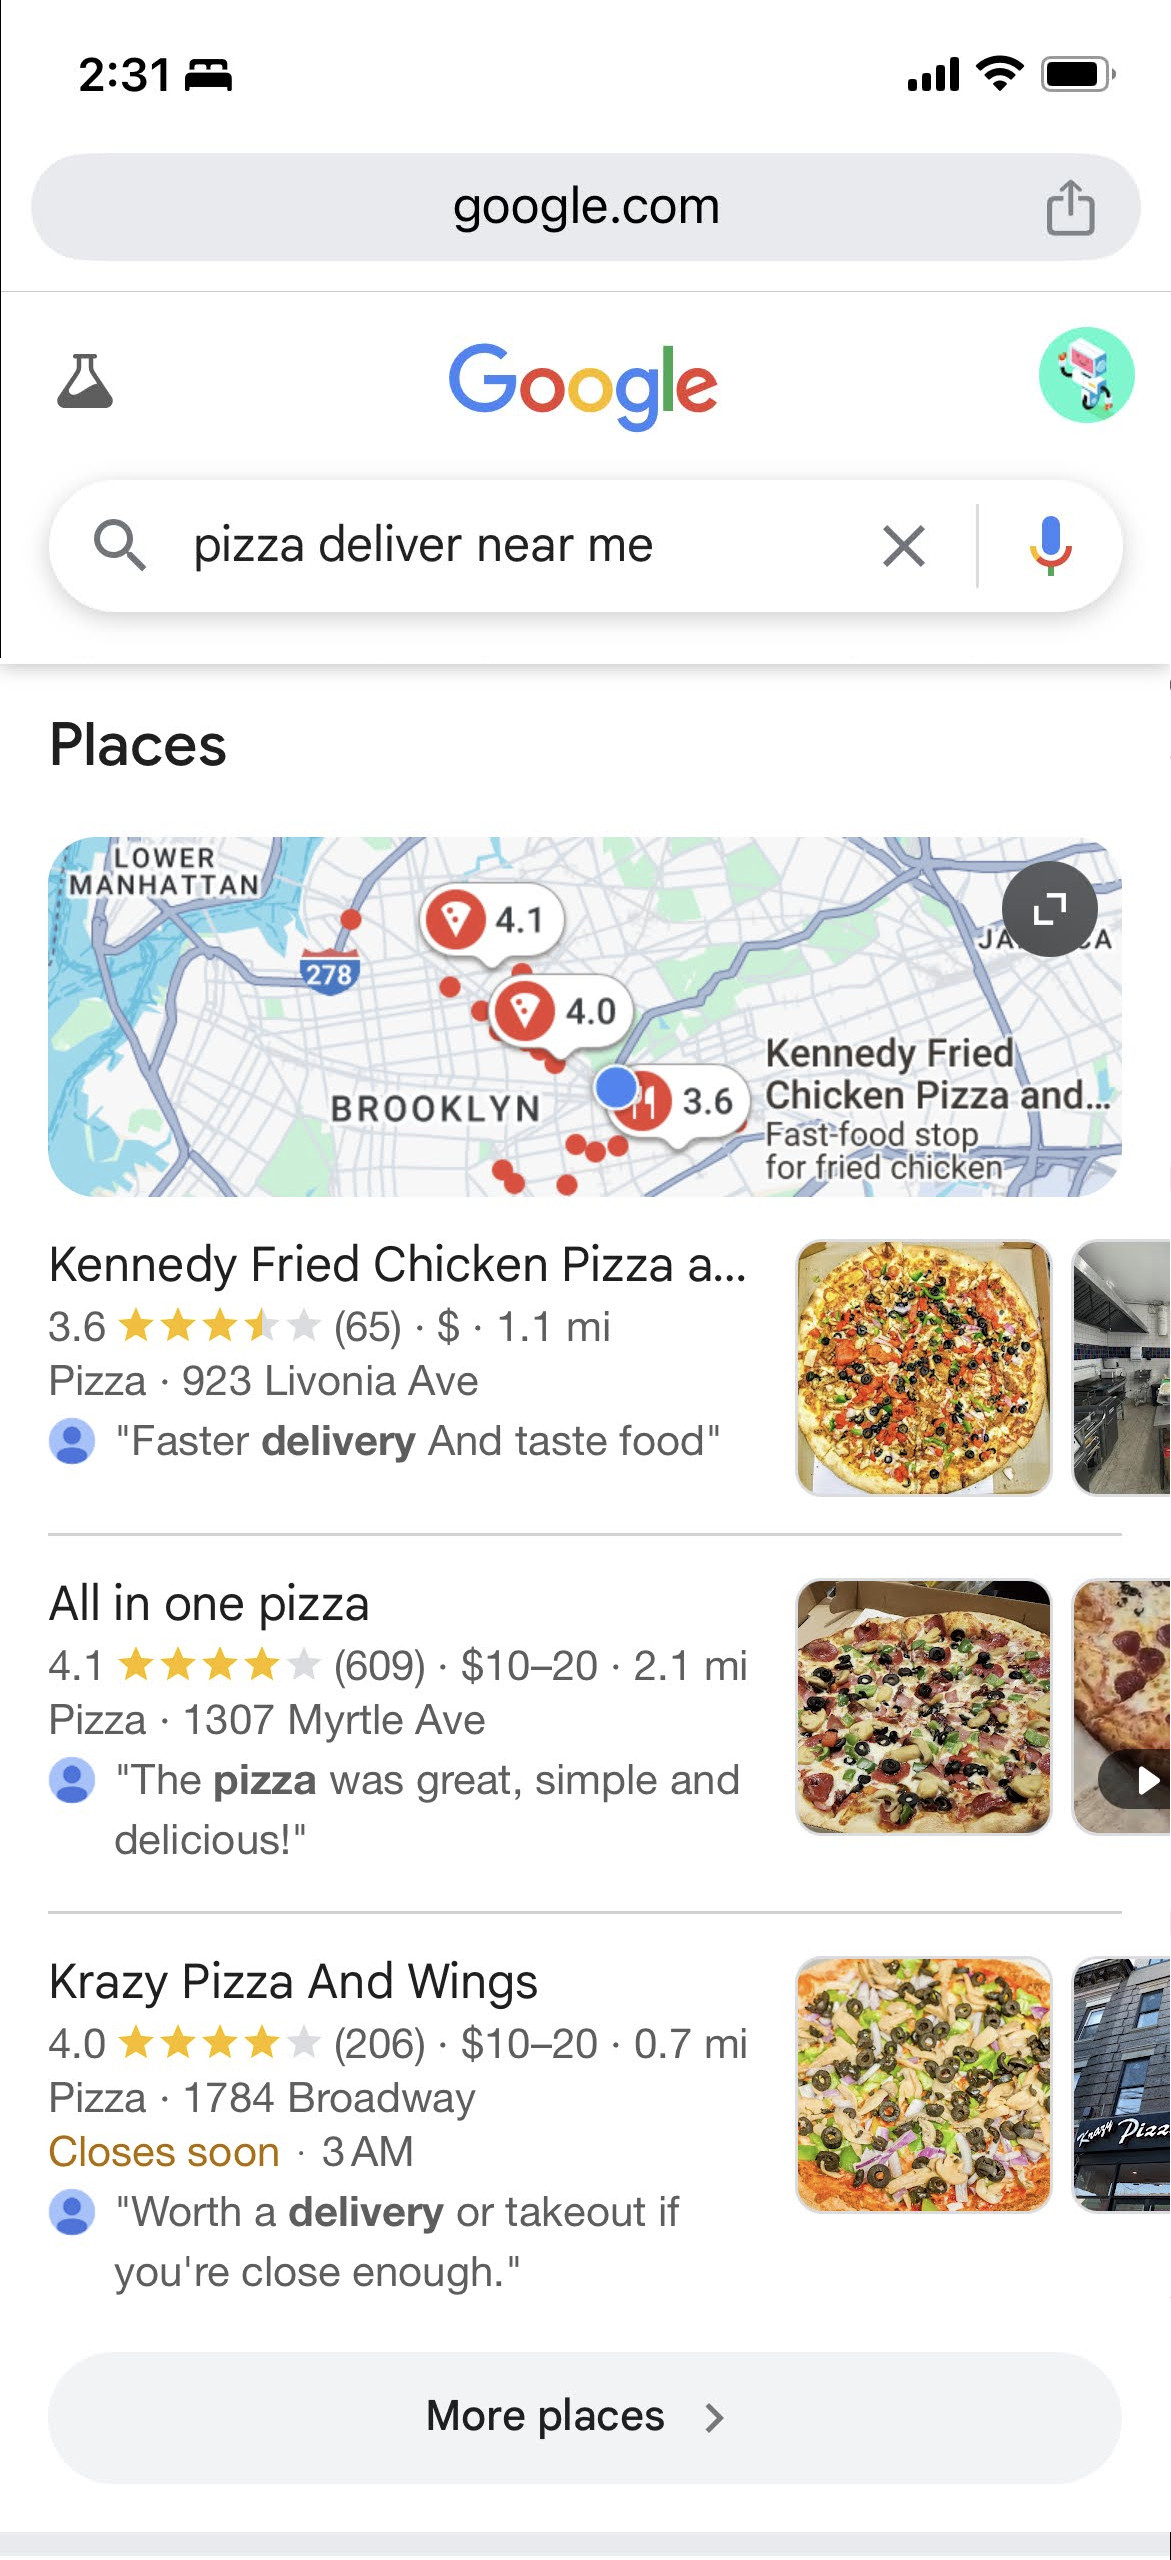 2:31
google.com
Google
pizza deliver near me
Places
LOWER
MANHATTAN
4.1
278
4.0
BROOKLYN
3.6
Kennedy Fried
Chicken Pizza and...
Fast-food stop
for fried chicken
Kennedy Fried Chicken Pizza a...
3.6 (65) · $ · 1.1 mi
Pizza · 923 Livonia Ave
"Faster delivery And taste food"
All in one pizza
4.1 (609) · $10–20 · 2.1 mi
Pizza · 1307 Myrtle Ave
"The pizza was great, simple and
delicious!"
Krazy Pizza And Wings
4.0 (206) · $10–20 · 0.7 mi
Pizza · 1784 Broadway
Closes soon · 3 AM
"Worth a delivery or takeout if
you're close enough."
Krazy Pizz
More places